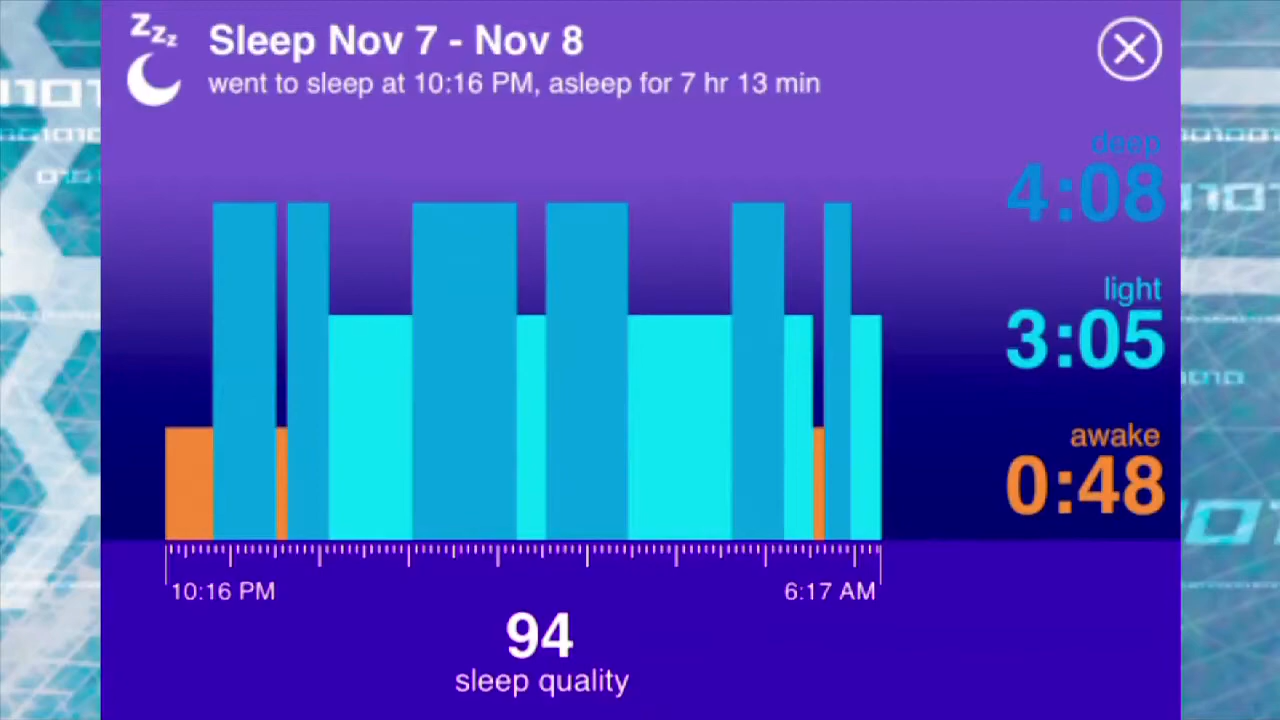 zzz
Sleep Nov 7 - Nov 8
went to sleep at 10:16 PM, asleep for 7 hr 13 min
deep
4:08
light
3:05
awake
0:48
10:16 PM
6:17 AM
94
sleep quality